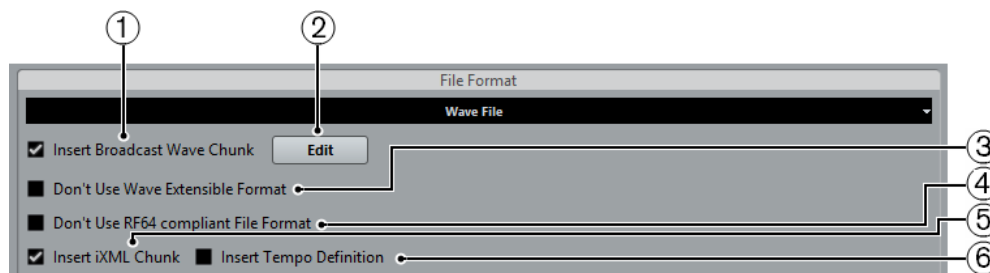 1 2
File Format
Wave File
Insert Broadcast Wave Chunk Edit
3
Don't Use Wave Extensible Format
4
Don't Use RF64 compliant File Format
5
Insert iXML Chunk Insert Tempo Definition
6